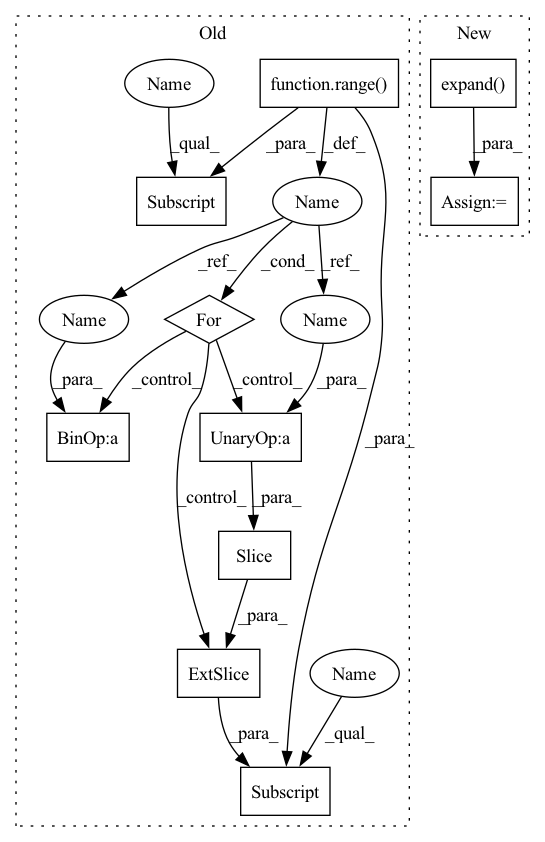 Old
New
Name
function.range()
expand()
_qual_
_para_
_def_
_para_
Subscript
Name
Assign:=
_ref_
_cond_
_ref_
Name
For
Name
_para_
_control_
_control_
_para_
_para_
BinOp:a
UnaryOp:a
_control_
_para_
Slice
_para_
ExtSlice
Name
_para_
_qual_
Subscript